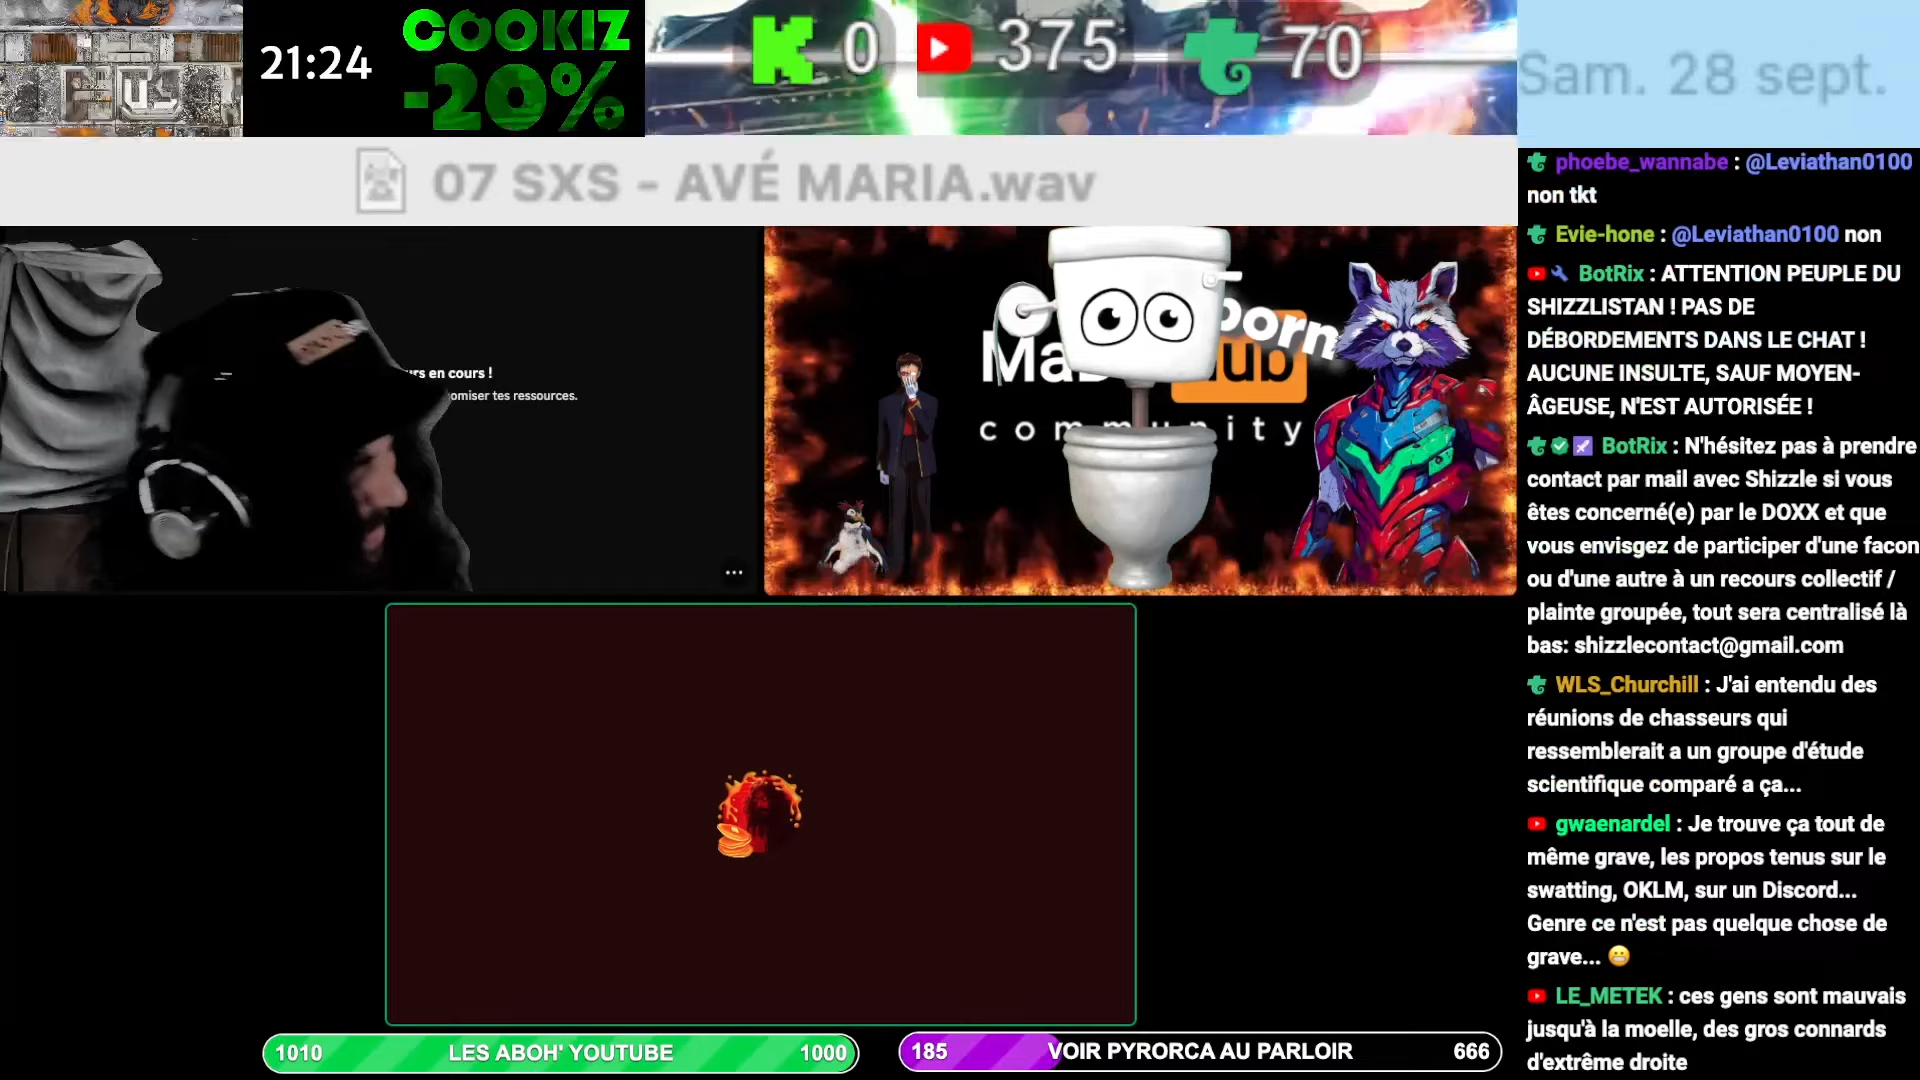 21:24
COOKIZ
-20%
0
375
70
Sam. 28 sept.
07 SXS - AVÉ MARIA.wav
urs en cours !
omiser tes ressources.
...
born
Ma
ub
community
phoebe_wannabe : @Leviathan0100
non tkt
Evie-hone : @Leviathan0100 non
BotRix : ATTENTION PEUPLE DU
SHIZZLISTAN ! PAS DE
DÉBORDEMENTS DANS LE CHAT !
AUCUNE INSULTE, SAUF MOYEN-
ÂGEUSE, N'EST AUTORISÉE !
BotRix : N'hésitez pas à prendre
contact par mail avec Shizzle si vous
êtes concerné(e) par le DOXX et que
vous envisgez de participer d'une facon
ou d'une autre à un recours collectif /
plainte groupée, tout sera centralisé là
bas: shizzlecontact@gmail.com
WLS_Churchill : J'ai entendu des
réunions de chasseurs qui
ressemblerait a un groupe d'étude
scientifique comparé a ça...
gwaenardel : Je trouve ça tout de
même grave, les propos tenus sur le
swatting, OKLM, sur un Discord...
Genre ce n'est pas quelque chose de
grave... 😬
LE_METEK : ces gens sont mauvais
jusqu'à la moelle, des gros connards
d'extrême droite
1010 LES ABOH' YOUTUBE 1000
185 VOIR PYRORCA AU PARLOIR 666